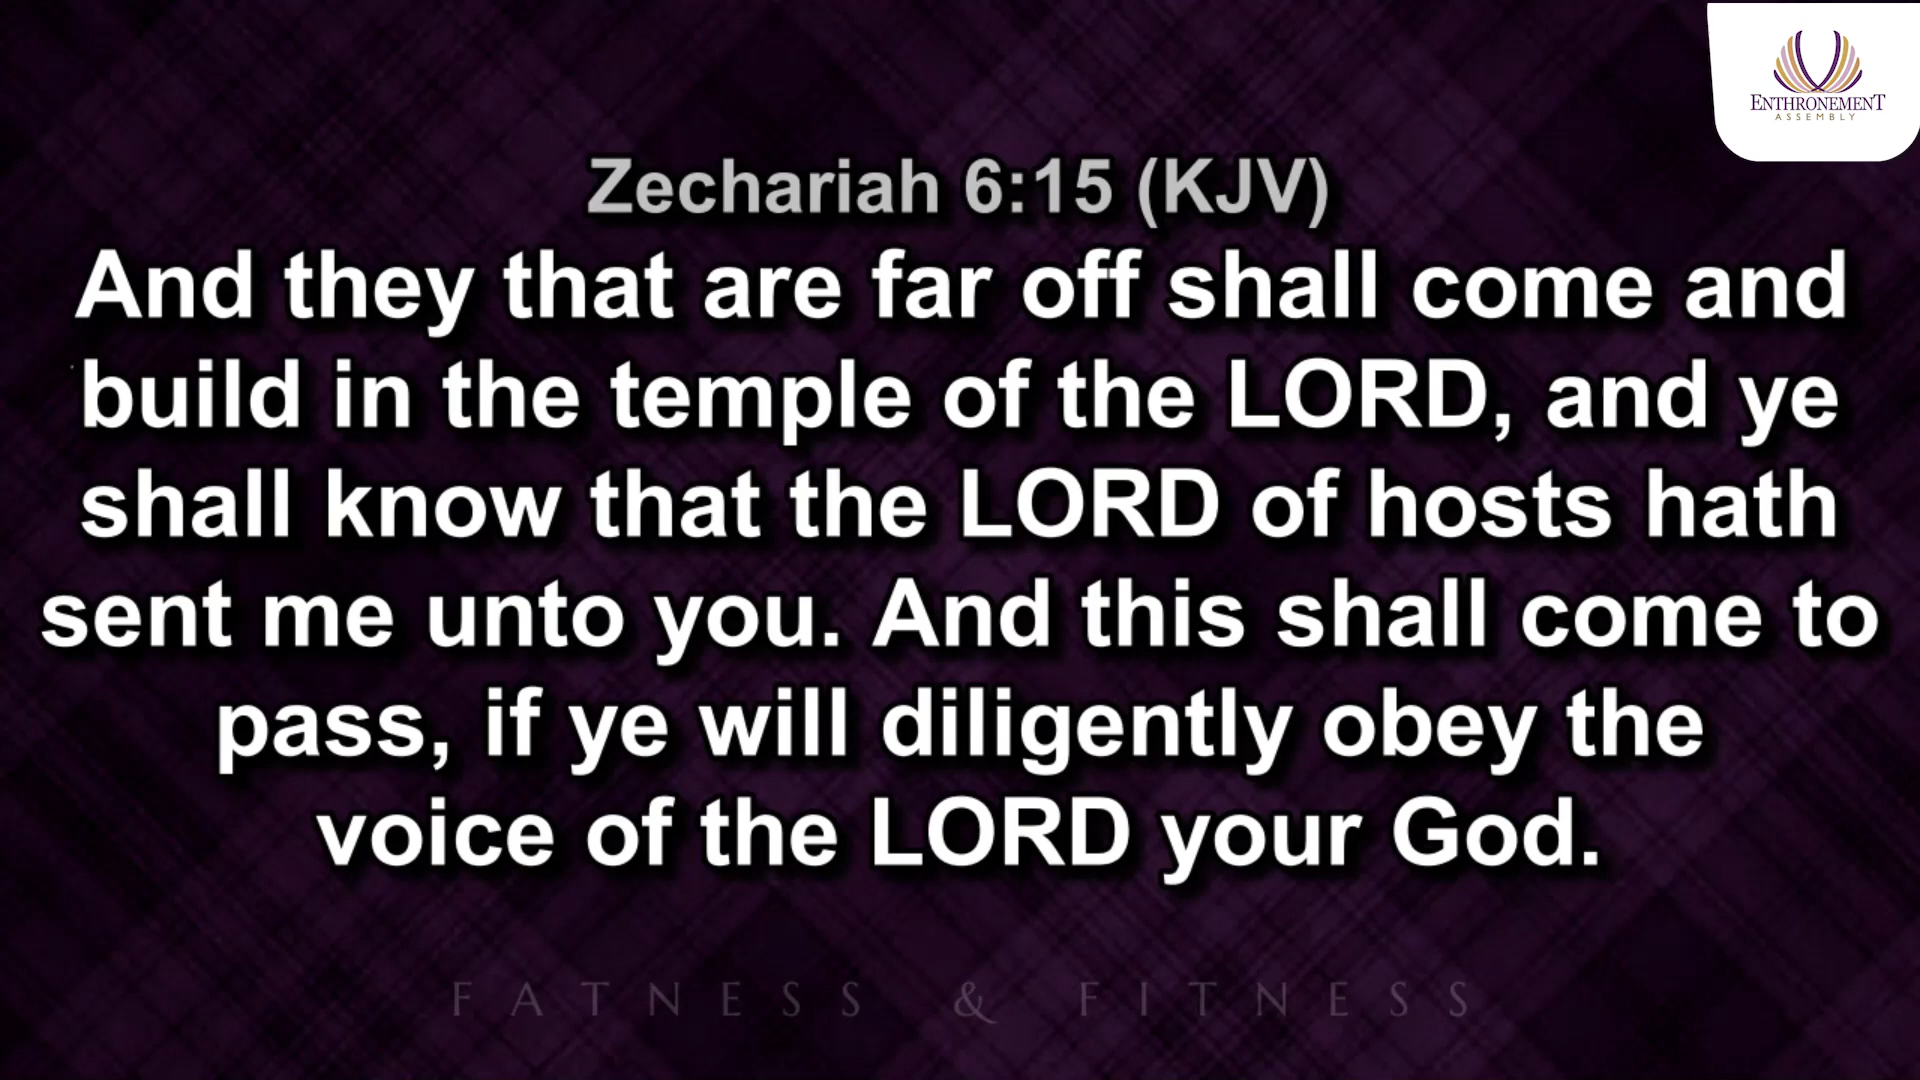 ENTHRONEMENT
ASSEMBLY
Zechariah 6:15 (KJV)
And they that are far off shall come and
build in the temple of the LORD, and ye
shall know that the LORD of hosts hath
sent me unto you. And this shall come to
pass, if ye will diligently obey the
voice of the LORD your God.
FATNESS & FITNESS